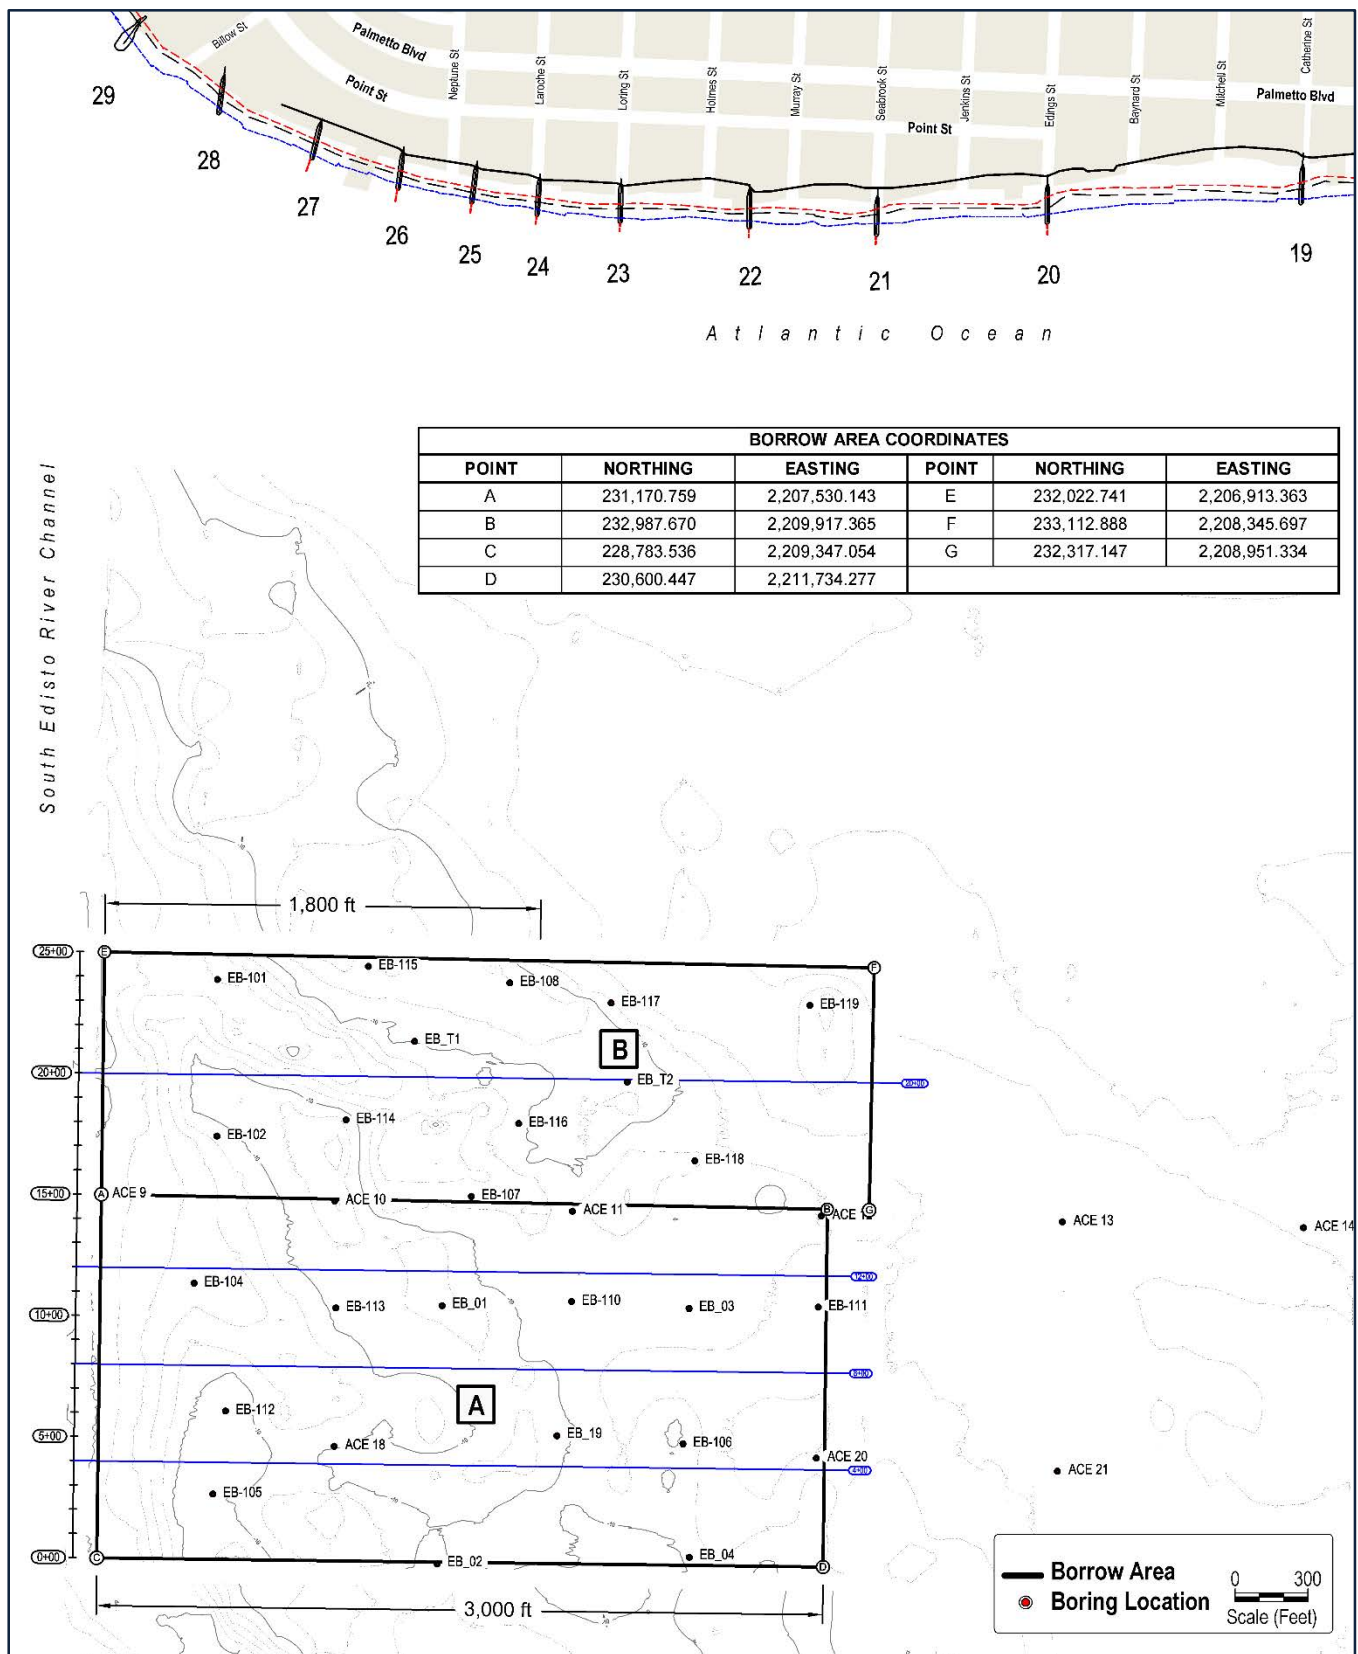 Billow St
Palmetto Blvd
Point St
Neptune St
Laroche St
Loring St
Holmes St
Murray St
Seabrook St
Jenkins St
Edings St
Baynard St
Mitchell St
Catherine St
Point St
Palmetto Blvd
29
28
27
26
25
24
23
22
21
20
19
Atlantic Ocean
South Edisto River Channel
BORROW AREA COORDINATES
POINT NORTHING EASTING POINT NORTHING EASTING
A 231,170.759 2,207,530.143 E 232,022.741 2,206,913.363
B 232,987.670 2,209,917.365 F 233,112.888 2,208,345.697
C 228,783.536 2,209,347.054 G 232,317.147 2,208,951.334
D 230,600.447 2,211,734.277
1,800 ft
25+00
E
F
EB-101
EB-115
EB-108
EB-117
EB-119
EB_T1
B
20+00
EB_T2
20+00
EB-114
EB-116
EB-102
EB-118
15+00
A
ACE 9
ACE 10
EB-107
ACE 11
B
ACE 12
G
ACE 13
ACE 14
EB-104
12+00
10+00
EB-113
EB_01
EB-110
EB_03
EB-111
8+00
A
EB-112
5+00
ACE 18
EB_19
EB-106
ACE 20
4+00
ACE 21
EB-105
0+00
C
EB_02
EB_04
D
3,000 ft
Borrow Area
Boring Location
0 300
Scale (Feet)